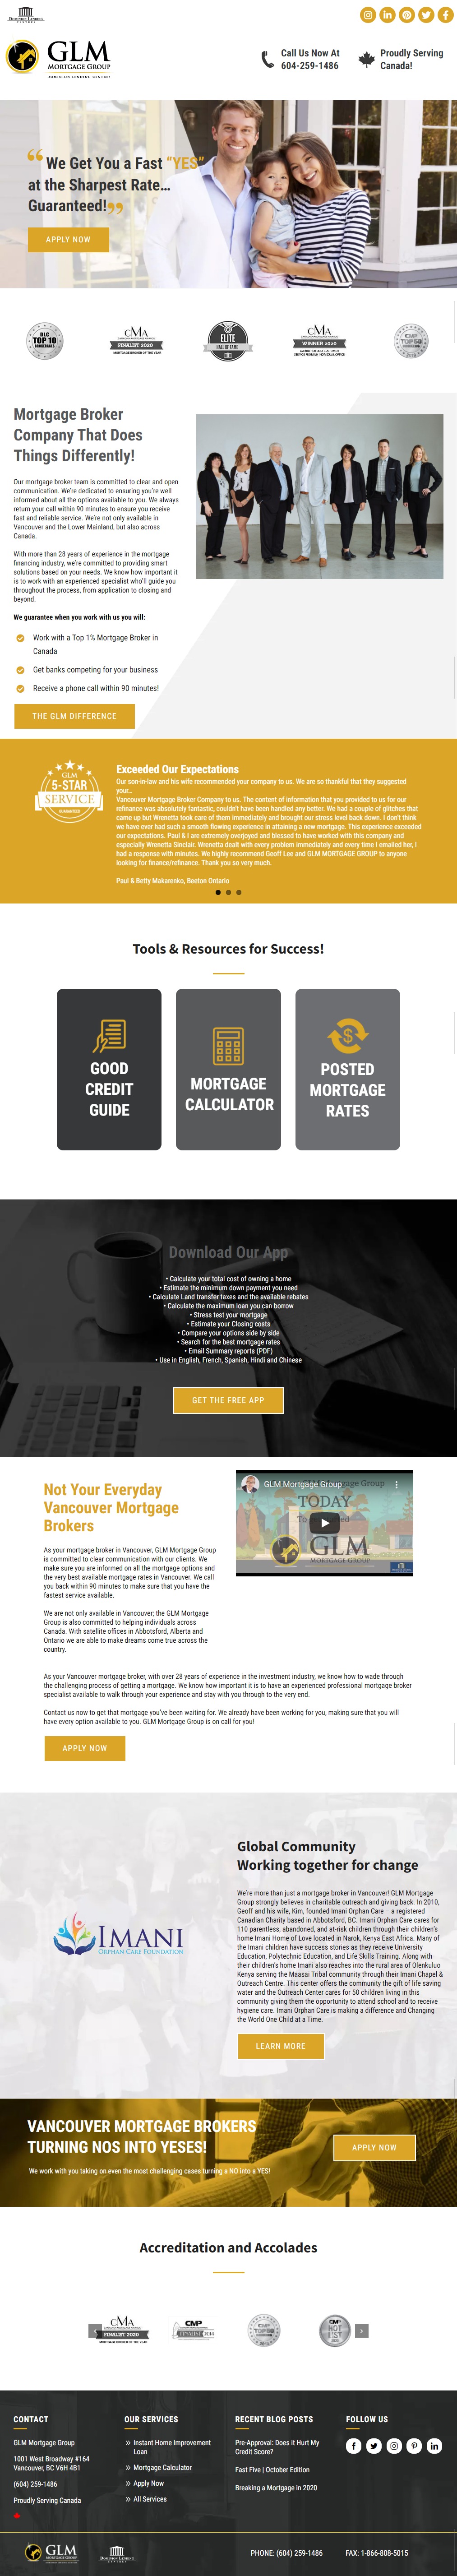 DOMINION LENDING
CENTRES
GLM
MORTGAGE GROUP
DOMINION LENDING CENTRES
Call Us Now At
604-259-1486
Proudly Serving
Canada!
“ We Get You a Fast “YES”
at the Sharpest Rate...
Guaranteed!”
APPLY NOW
DLC
TOP 10
CMA
FINALIST 2020
MORTGAGE BROKER OF THE YEAR
ELITE
HALL OF FAME
CMA
WINNER 2020
CMP
TOP 50
Mortgage Broker
Company That Does
Things Differently!
Our mortgage broker team is committed to clear and open
communication. We're dedicated to ensuring you're well
informed about all the options available to you. We always
return your call within 90 minutes to ensure you receive
fast and reliable service. We're not only available in
Vancouver and the Lower Mainland, but also across
Canada.
With more than 28 years of experience in the mortgage
financing industry, we're committed to providing smart
solutions based on your needs. We know how important it
is to work with an experienced specialist who'll guide you
throughout the process, from application to closing and
beyond.
We guarantee when you work with us you will:
Work with a Top 1% Mortgage Broker in
Canada
Get banks competing for your business
Receive a phone call within 90 minutes!
THE GLM DIFFERENCE
GLM
5-STAR
SERVICE
GUARANTEED
Exceeded Our Expectations
Our son-in-law and his wife recommended your company to us. We are so thankful that they suggested
your..
Vancouver Mortgage Broker Company to us. The content of information that you provided to us for our
refinance was absolutely fantastic, couldn't have been handled any better. We had a couple of glitches that
came up but Wrenetta took care of them immediately and brought our stress level back down. I don't think
we have ever had such a smooth flowing experience in attaining a new mortgage. This experience exceeded
our expectations. Paul & I are extremely overjoyed and blessed to have worked with this company and
especially Wrenetta Sinclair. Wrenetta dealt with every problem immediately and every time I emailed her, I
had a response with minutes. We highly recommend Geoff Lee and GLM MORTGAGE GROUP to anyone
looking for finance/refinance. Thank you so very much.
Paul & Betty Makarenko, Beeton Ontario
Tools & Resources for Success!
GOOD
CREDIT
GUIDE
MORTGAGE
CALCULATOR
POSTED
MORTGAGE
RATES
Download Our App
• Calculate your total cost of owning a home
• Estimate the minimum down payment you need
• Calculate Land transfer taxes and the available rebates
• Calculate the maximum loan you can borrow
• Stress test your mortgage
• Estimate your Closing costs
• Compare your options side by side
• Search for the best mortgage rates
• Email Summary reports (PDF)
• Use in English, French, Spanish, Hindi and Chinese
GET THE FREE APP
Not Your Everyday
Vancouver Mortgage
Brokers
As your mortgage broker in Vancouver, GLM Mortgage Group
is committed to clear communication with our clients. We
make sure you are informed on all the mortgage options and
the very best available mortgage rates in Vancouver. We call
you back within 90 minutes to make sure that you have the
fastest service available.
We are not only available in Vancouver; the GLM Mortgage
Group is also committed to helping individuals across
Canada. With satellite offices in Abbotsford, Alberta and
Ontario we are able to make dreams come true across the
country.
GLM Mortgage Group
TODAY
GLM
MORTGAGE GROUP
As your Vancouver mortgage broker, with over 28 years of experience in the investment industry, we know how to wade through
the challenging process of getting a mortgage. We know how important it is to have an experienced professional mortgage broker
specialist available to walk through your experience and stay with you through to the very end.
Contact us now to get that mortgage you've been waiting for. We already have been working for you, making sure that you will
have every option available to you. GLM Mortgage Group is on call for you!
APPLY NOW
IMANI
ORPHAN CARE FOUNDATION
Global Community
Working together for change
We're more than just a mortgage broker in Vancouver! GLM Mortgage
Group strongly believes in charitable outreach and giving back. In 2010,
Geoff and his wife, Kim, founded Imani Orphan Care – a registered
Canadian Charity based in Abbotsford, BC. Imani Orphan Care cares for
110 parentless, abandoned, and at-risk children through their children's
home Imani Home of Love located in Narok, Kenya East Africa. Many of
the Imani children have success stories as they receive University
Education, Polytechnic Education, and Life Skills Training. Along with
their children's home Imani also reaches into the rural area of Olenkuluo
Kenya serving the Maasai Tribal community through their Imani Chapel &
Outreach Centre. This center offers the community the gift of life saving
water and the Outreach Center cares for 50 children living in this
community giving them the opportunity to attend school and to receive
hygiene care. Imani Orphan Care is making a difference and Changing
the World One Child at a Time.
LEARN MORE
VANCOUVER MORTGAGE BROKERS
TURNING NOS INTO YESES!
We work with you taking on even the most challenging cases turning a NO into a YES!
APPLY NOW
Accreditation and Accolades
CMA
FINALIST 2020
MORTGAGE BROKER OF THE YEAR
CMP
FINALIST
CMP
TOP 50
CMP
HOT
LIST
CONTACT
GLM Mortgage Group
1001 West Broadway #164
Vancouver, BC V6H 4B1
(604) 259-1486
Proudly Serving Canada
OUR SERVICES
Instant Home Improvement
Loan
Mortgage Calculator
Apply Now
All Services
RECENT BLOG POSTS
Pre-Approval: Does it Hurt My
Credit Score?
Fast Five | October Edition
Breaking a Mortgage in 2020
FOLLOW US
GLM
MORTGAGE GROUP
DOMINION LENDING
CENTRES
PHONE: (604) 259-1486
FAX: 1-866-808-5015